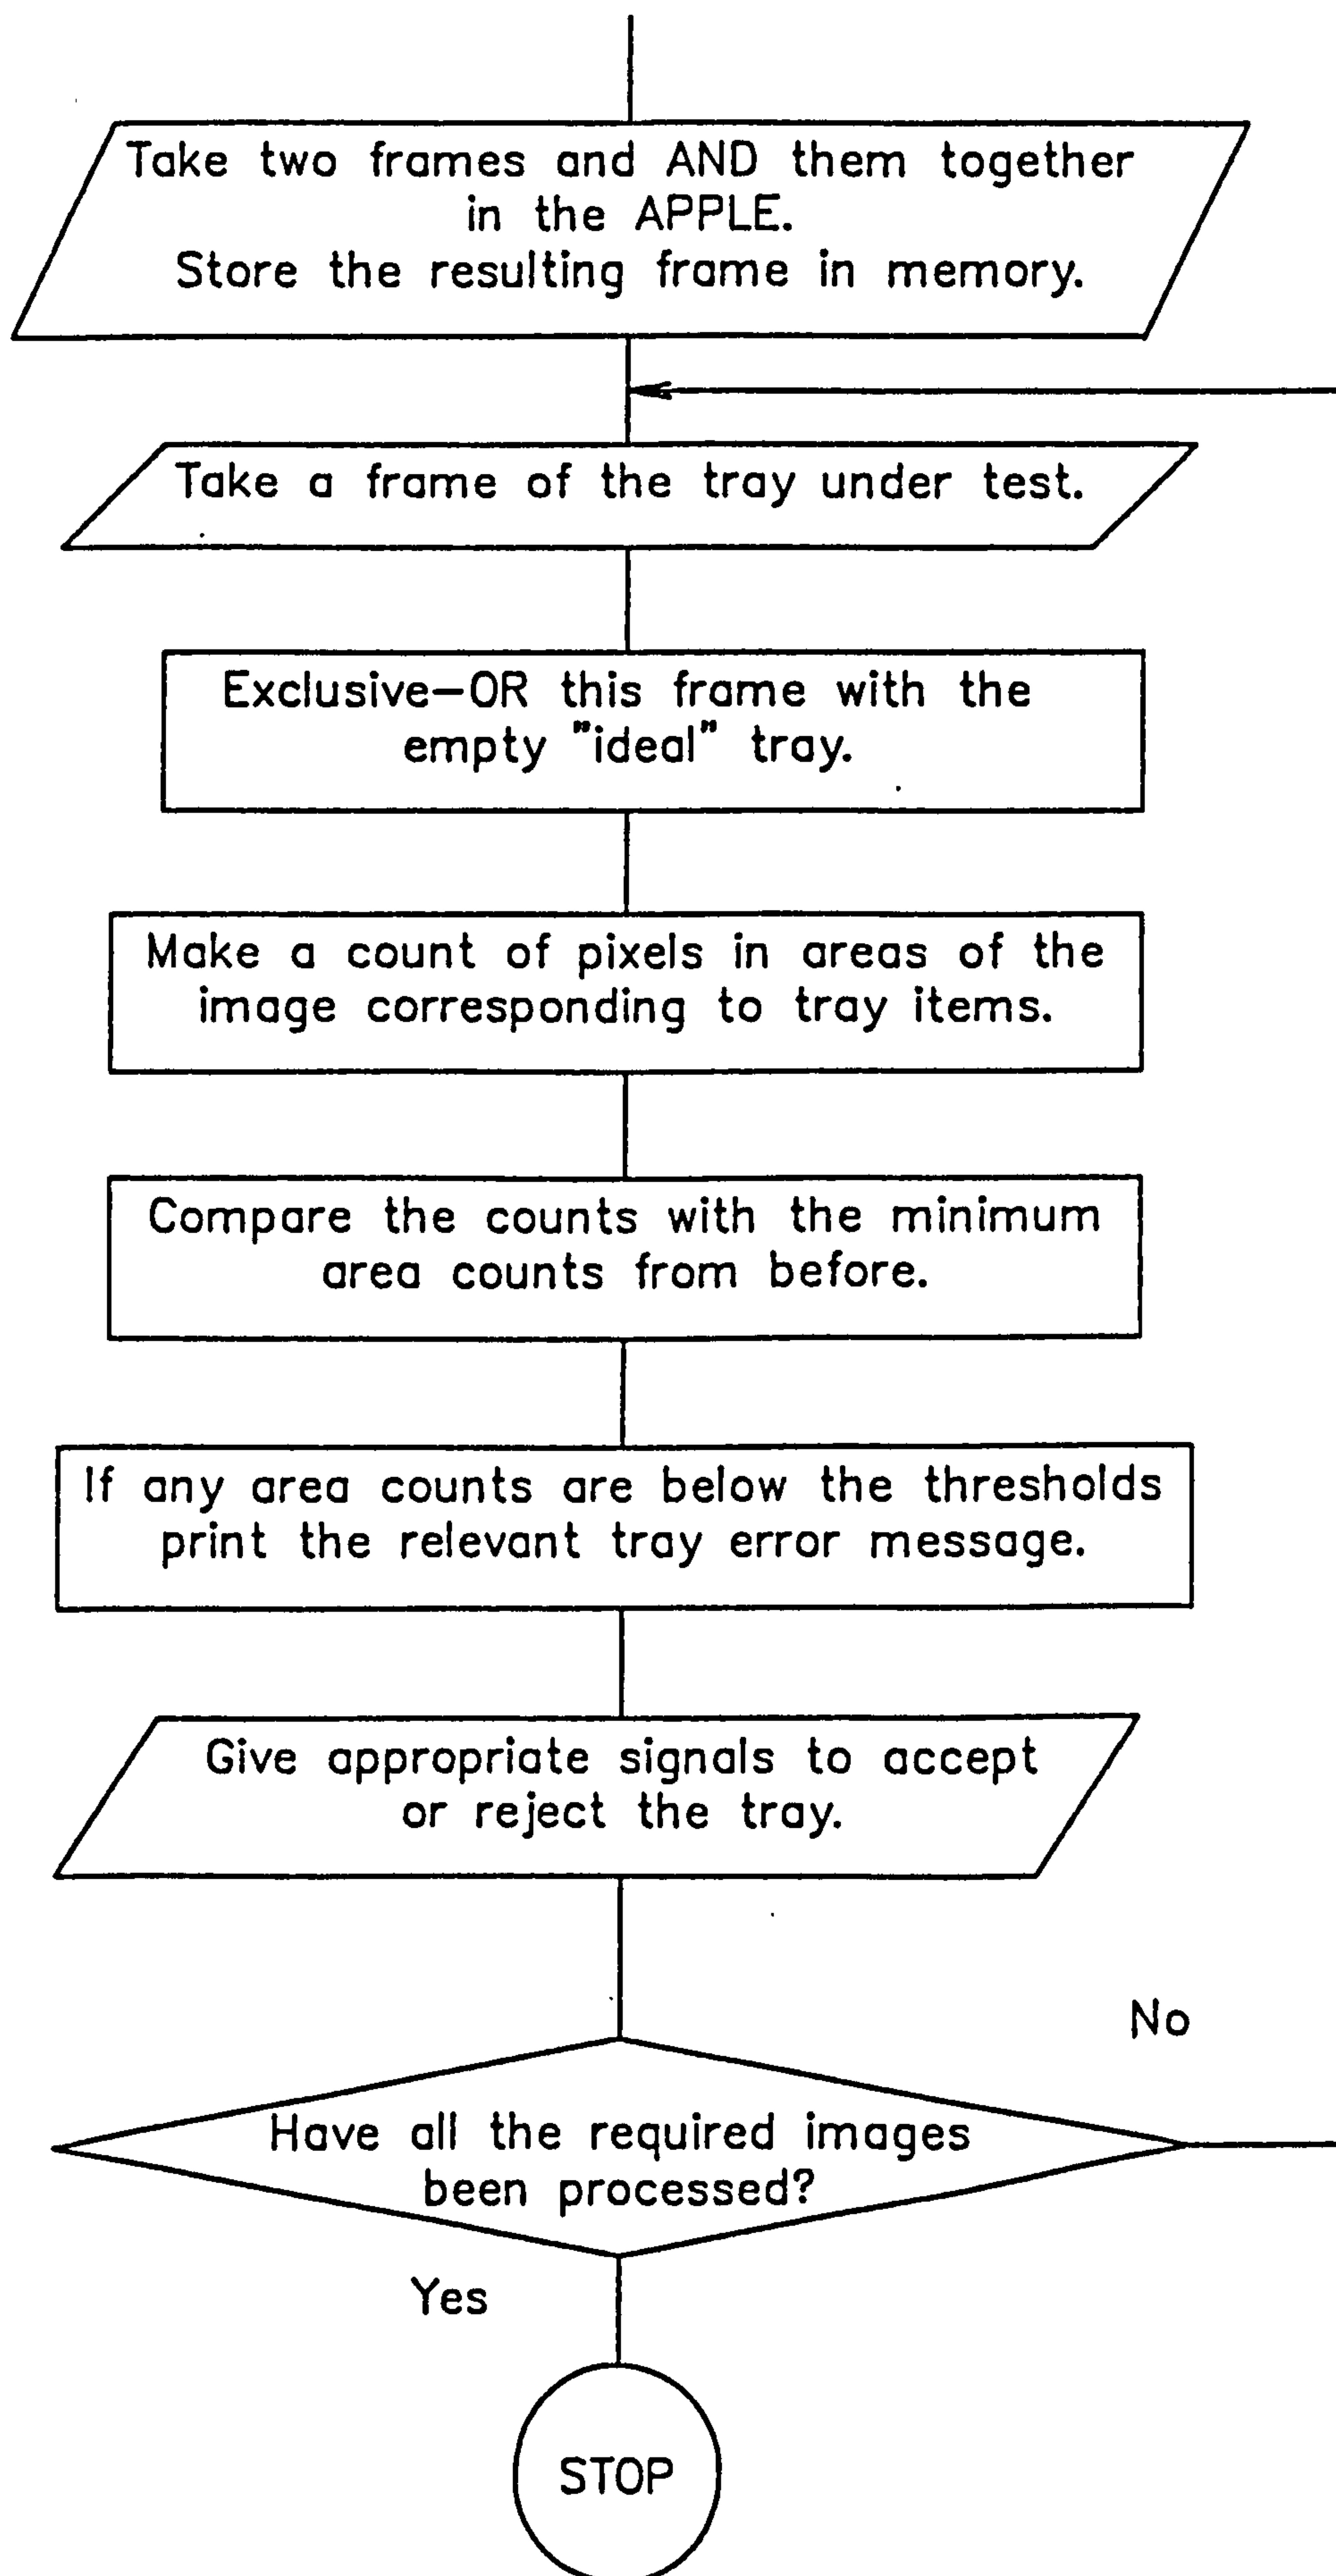 Take two frames and AND them together
in the APPLE.
Store the resulting frame in memory.
Take a frame of the tray under test.
Exclusive-OR this frame with the
empty "ideal" tray.
Make a count of pixels in areas of the
image corresponding to tray items.
Compare the counts with the minimum
area counts from before.
If any area counts are below the thresholds
print the relevant tray error message.
Give appropriate signals to accept
or reject the tray.
No
Have all the required images
been processed?
Yes
STOP